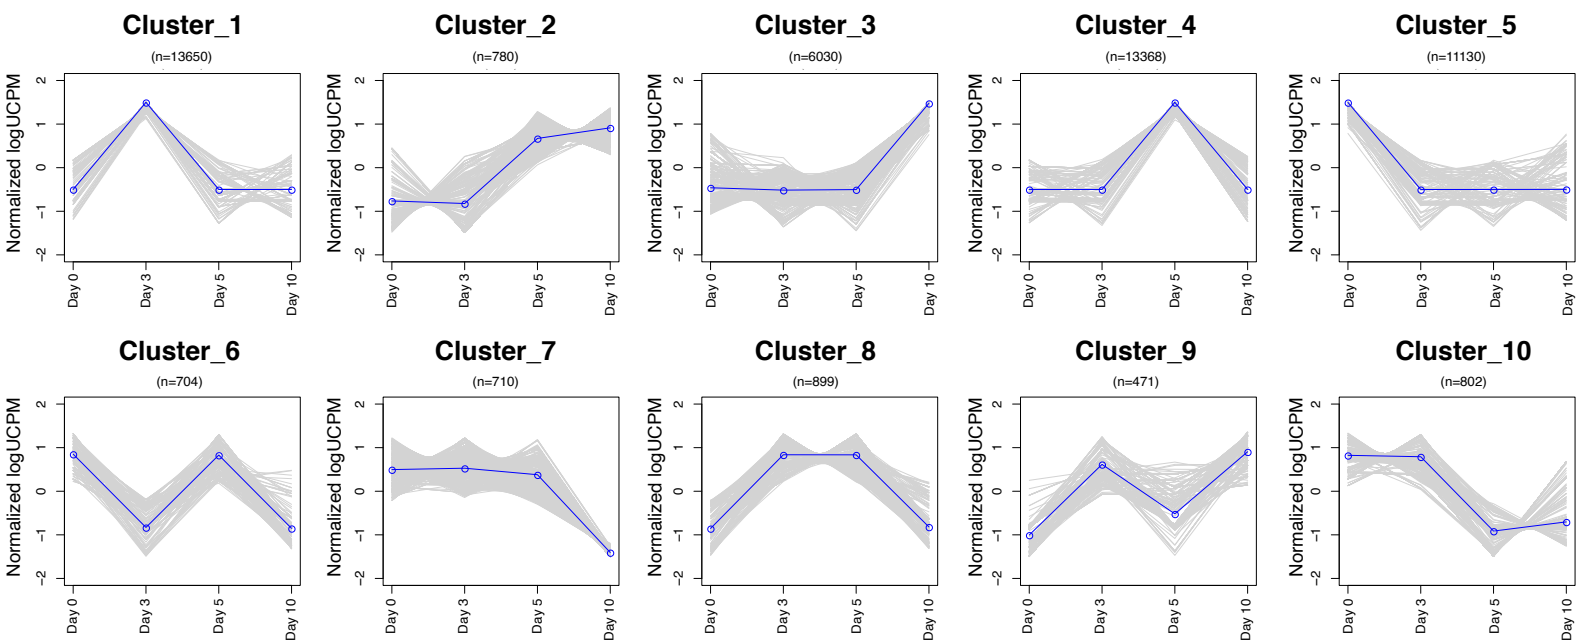 Cluster_1
(n=13650)
Normalized logUCPM
2
1
0
−1
−2
Day 0
Day 3
Day 5
Day 10
Cluster_2
(n=780)
Normalized logUCPM
2
1
0
−1
−2
Day 0
Day 3
Day 5
Day 10
Cluster_3
(n=6030)
Normalized logUCPM
2
1
0
−1
−2
Day 0
Day 3
Day 5
Day 10
Cluster_4
(n=13368)
Normalized logUCPM
2
1
0
−1
−2
Day 0
Day 3
Day 5
Day 10
Cluster_5
(n=11130)
Normalized logUCPM
2
1
0
−1
−2
Day 0
Day 3
Day 5
Day 10
Cluster_6
(n=704)
Normalized logUCPM
2
1
0
−1
−2
Day 0
Day 3
Day 5
Day 10
Cluster_7
(n=710)
Normalized logUCPM
2
1
0
−1
−2
Day 0
Day 3
Day 5
Day 10
Cluster_8
(n=899)
Normalized logUCPM
2
1
0
−1
−2
Day 0
Day 3
Day 5
Day 10
Cluster_9
(n=471)
Normalized logUCPM
2
1
0
−1
−2
Day 0
Day 3
Day 5
Day 10
Cluster_10
(n=802)
Normalized logUCPM
2
1
0
−1
−2
Day 0
Day 3
Day 5
Day 10